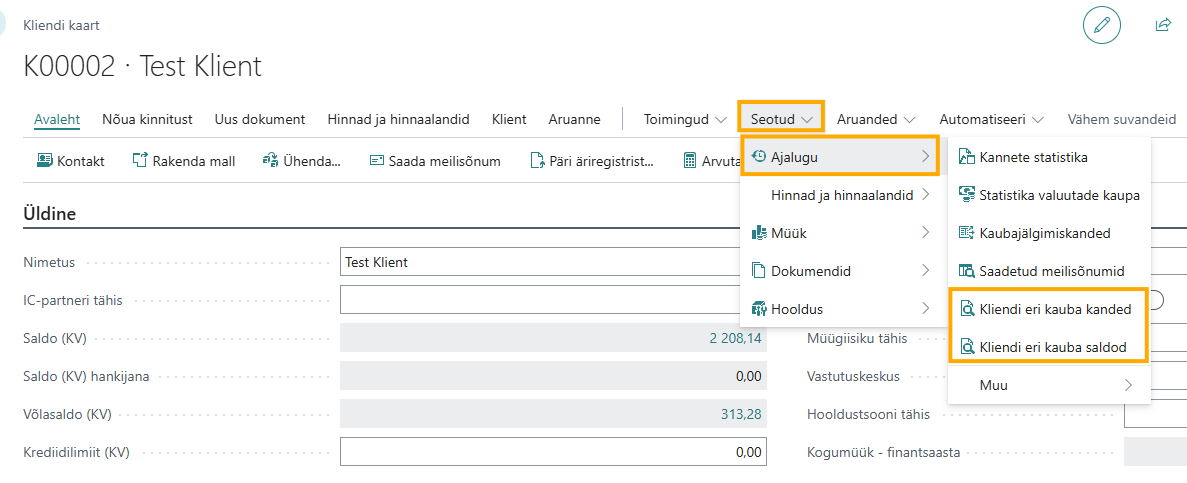 Kliendi kaart
K00002 · Test Klient
Avaleht Nõua kinnitust Uus dokument Hinnad ja hinnaalandid Klient Aruanne Toimingud Seotud Aruanded Automatiseeri Vähem suvandeid
Kontakt Rakenda mall Ühenda... Saada meilisõnum Päri äriregistrist... Arvuta
Ajalugu
Hinnad ja hinnaalandid
Müük
Dokumendid
Hooldus
Kannete statistika
Statistika valuutade kaupa
Kaubajälgimiskanded
Saadetud meilisõnumid
Kliendi eri kauba kanded
Kliendi eri kauba saldod
Muu
Üldine
Nimetus Test Klient
IC-partneri tähis
Saldo (KV) 2 208,14
Saldo (KV) hankijana 0,00
Võlasaldo (KV) 313,28
Krediidilimiit (KV) 0,00
Müügiisiku tähis
Vastutuskeskus
Hooldustsooni tähis
Kogumüük - finantsaasta